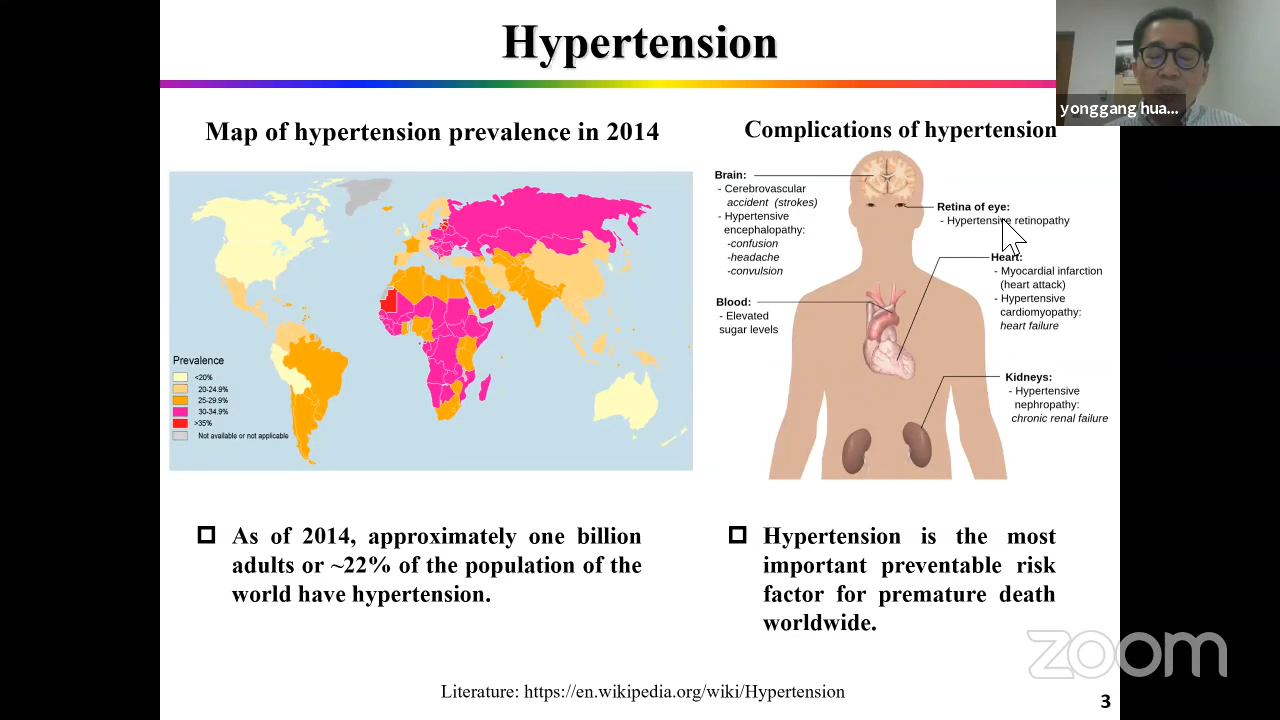 Hypertension
yonggang hua...
Map of hypertension prevalence in 2014
Prevalence
<20%
20-24.9%
25-29.9%
30-34.9%
>35%
Not available or not applicable
Complications of hypertension
Brain:
- Cerebrovascular
accident (strokes)
- Hypertensive
encephalopathy:
-confusion
-headache
-convulsion
Blood:
- Elevated
sugar levels
Retina of eye:
- Hypertensive retinopathy
Heart:
- Myocardial infarction
(heart attack)
- Hypertensive
cardiomyopathy:
heart failure
Kidneys:
- Hypertensive
nephropathy:
chronic renal failure
As of 2014, approximately one billion
adults or ~22% of the population of the
world have hypertension.
Hypertension is the most
important preventable risk
factor for premature death
worldwide.
zoom
Literature: https://en.wikipedia.org/wiki/Hypertension
3